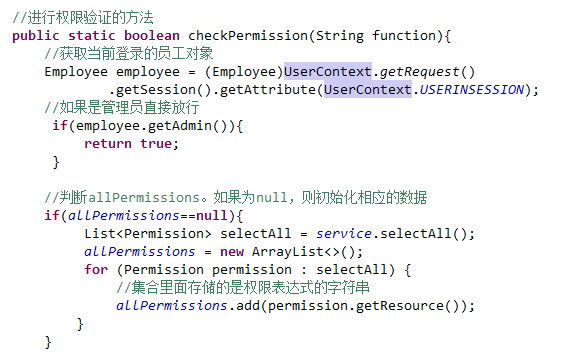 //进行权限验证的方法
public static boolean checkPermission(String function){
//获取当前登录的员工对象
Employee employee = (Employee)UserContext.getRequest()
.getSession().getAttribute(UserContext.USERINSESSION);
//如果是管理员直接放行
if(employee.getAdmin()){
return true;
}
//判断allPermissions。如果为null，则初始化相应的数据
if(allPermissions==null){
List<Permission> selectAll = service.selectAll();
allPermissions = new ArrayList<>();
for (Permission permission : selectAll) {
//集合里面存储的是权限表达式的字符串
allPermissions.add(permission.getResource());
}
}